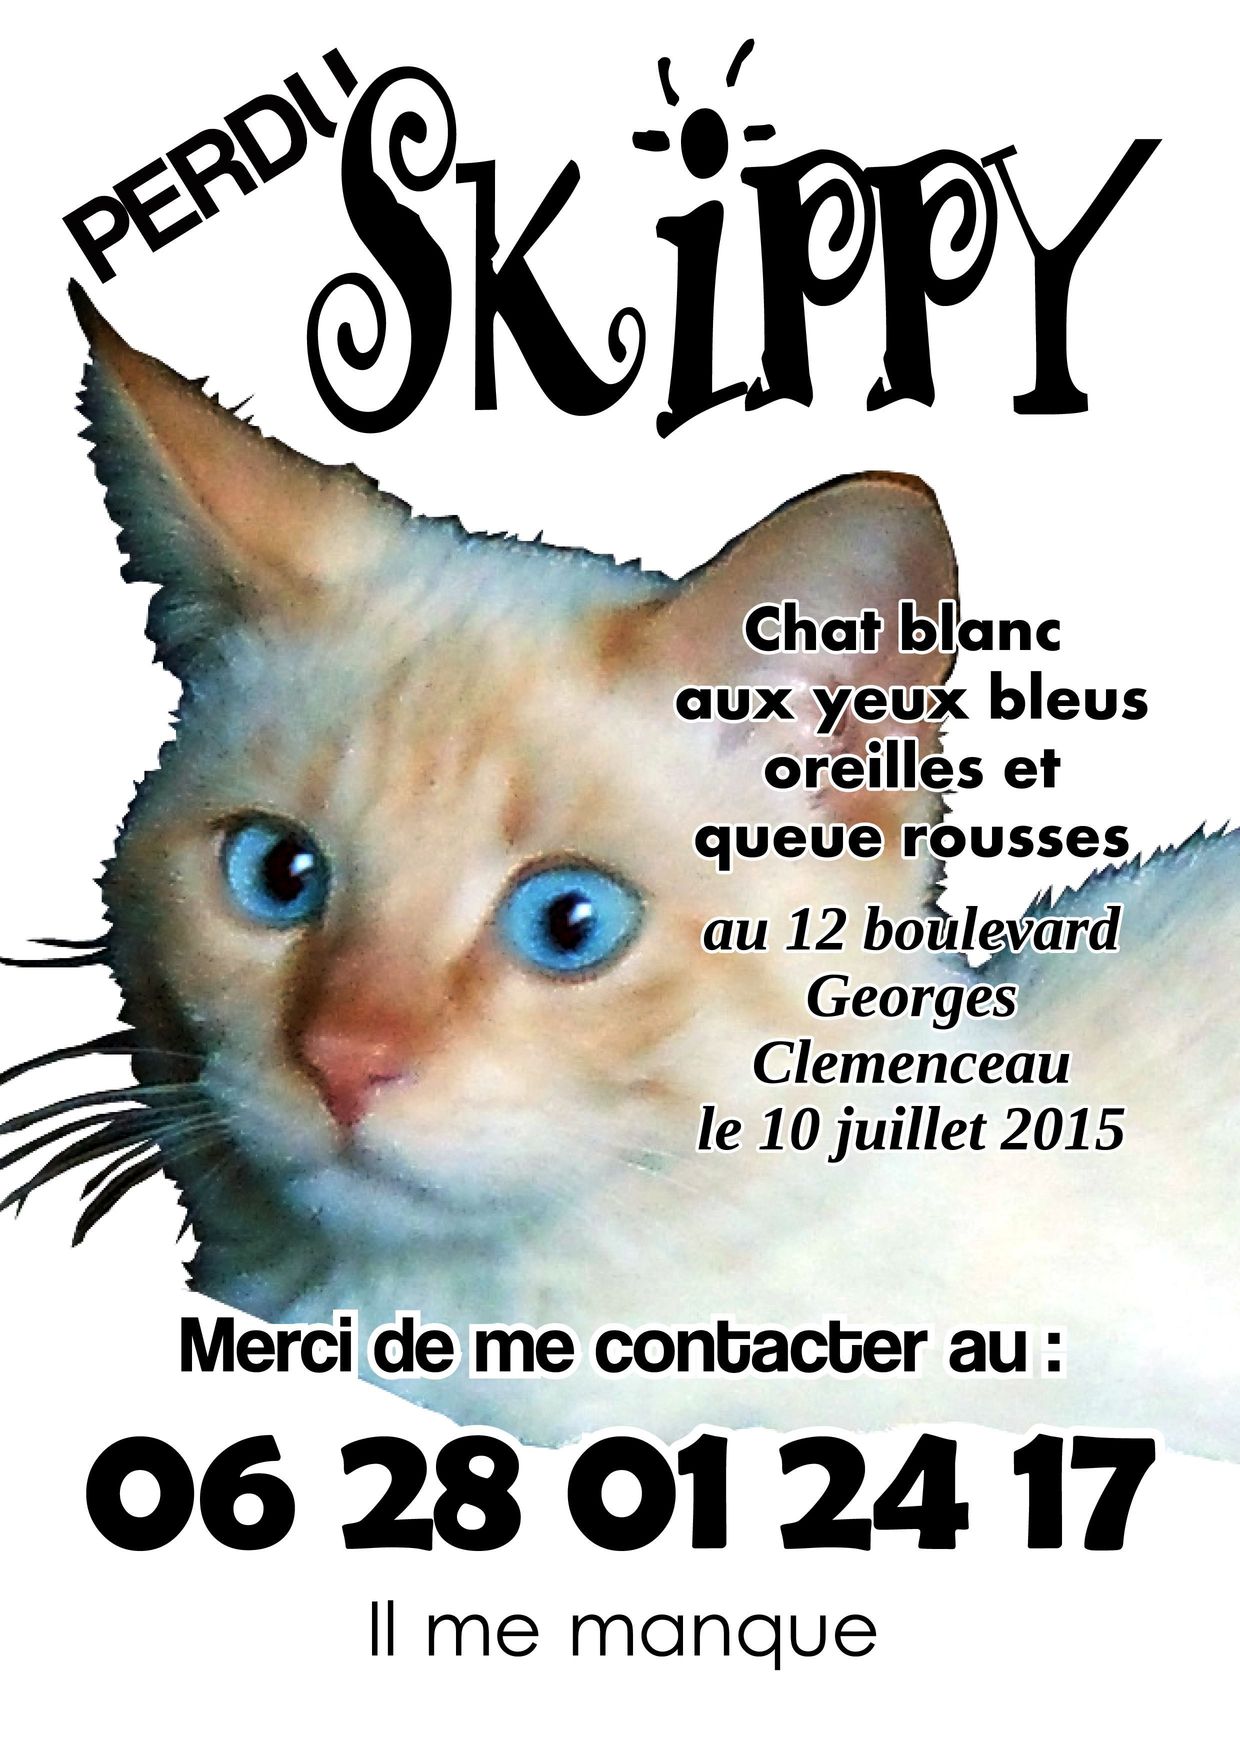 PERDU
SKiPPY
Chat blanc
aux yeux bleus
oreilles et
queue rousses
au 12 boulevard
Georges
Clemenceau
le 10 juillet 2015
Merci de me contacter au :
06 28 01 24 17
Il me manque